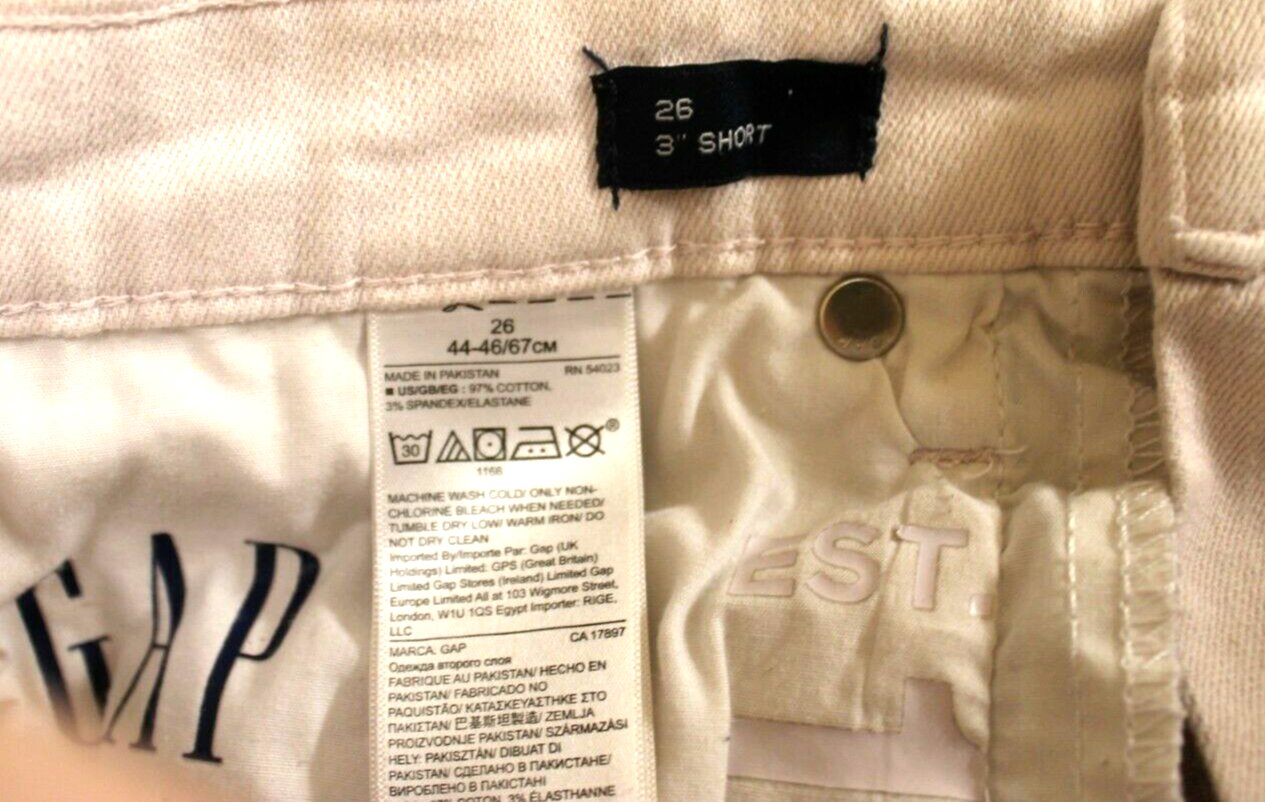 26
3" SHORT
26
44-46/67CM
MADE IN PAKISTAN RN 54023
■ US/GB/EG : 97% COTTON,
3% SPANDEX/ELASTANE
30
®
1168
MACHINE WASH COLD/ ONLY NON-
CHLORINE BLEACH WHEN NEEDED/
TUMBLE DRY LOW/ WARM IRON/ DO
NOT DRY CLEAN
Imported By/Importe Par: Gap (UK
Holdings) Limited: GPS (Great Britain)
Limited Gap Stores (Ireland) Limited Gap
Europe Limited All at 103 Wigmore Street,
London, W1U 1QS Egypt Importer: RIGE,
LLC
CA 17897
MARCA. GAP
Одежда второго слоя
FABRIQUE AU PAKISTAN/ HECHO EN
PAKISTAN/ FABRICADO NO
PAQUISTÃO/ ΚΑΤΑΣΚΕΥΑΣΤΗΚΕ ΣΤΟ
ΠΑΚΙΣΤΑΝ/ 巴基斯坦製造/ ZEMLJA
PROIZVODNJE PAKISTAN/ SZÁRMAZÁSI
HELY: PAKISZTÁN/ DIBUAT DI
PAKISTAN/ СДЕЛАНО В ПАКИСТАНЕ/
ВИРОБЛЕНО В ПАКІСТАНІ
3% ÉLASTHANNE
GAP
EST.